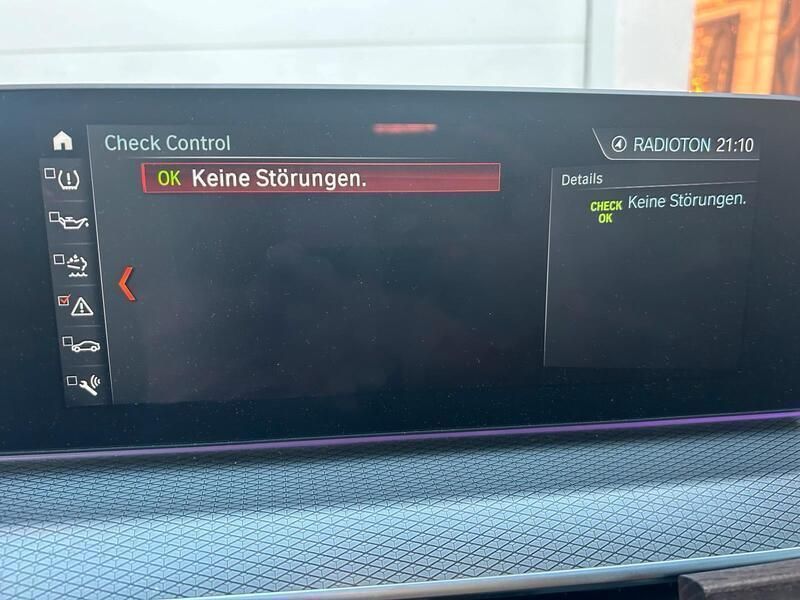 Check Control
RADIOTON 21:10
OK Keine Störungen.
Details
CHECK OK Keine Störungen.